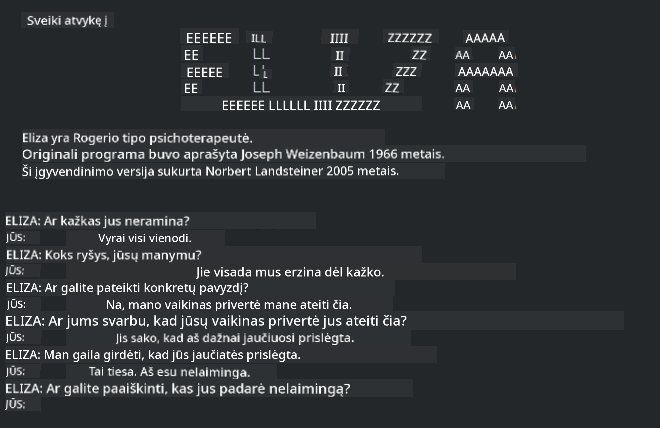 Sveiki atvykę į
EEEEEE ILL IIII ZZZZZZ AAAAA
EE LL II ZZ AA AA
EEEEE LL II ZZZ AAAAAAA
EE LL II ZZ AA AA
EEEEEE LLLLLL IIII ZZZZZZ AA AA
Eliza yra Rogerio tipo psichoterapeutė.
Originali programa buvo aprašyta Joseph Weizenbaum 1966 metais.
Ši įgyvendinimo versija sukurta Norbert Landsteiner 2005 metais.
ELIZA: Ar kažkas jus neramina?
JŪS: Vyrai visi vienodi.
ELIZA: Koks ryšys, jūsų manymu?
JŪS: Jie visada mus erzina dėl kažko.
ELIZA: Ar galite pateikti konkretų pavyzdį?
JŪS: Na, mano vaikinas privertė mane ateiti čia.
ELIZA: Ar jums svarbu, kad jūsų vaikinas privertė jus ateiti čia?
JŪS: Jis sako, kad aš dažnai jaučiuosi prislėgta.
ELIZA: Man gaila girdėti, kad jūs jaučiatės prislėgta.
JŪS: Tai tiesa. Aš esu nelaiminga.
ELIZA: Ar galite paaiškinti, kas jus padarė nelaimingą?
JŪS: